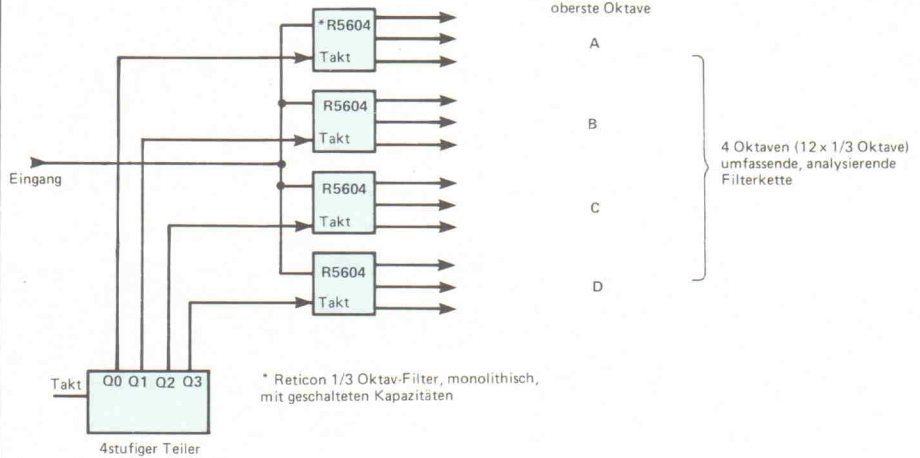 oberste Oktave
* R5604
Takt
A
R5604
Takt
B
4 Oktaven (12 x 1/3 Oktave)
umfassende, analysierende
Filterkette
Eingang
R5604
Takt
C
R5604
Takt
D
Takt
Q0 Q1 Q2 Q3
4stufiger Teiler
* Reticon 1/3 Oktav-Filter, monolithisch,
mit geschalteten Kapazitäten